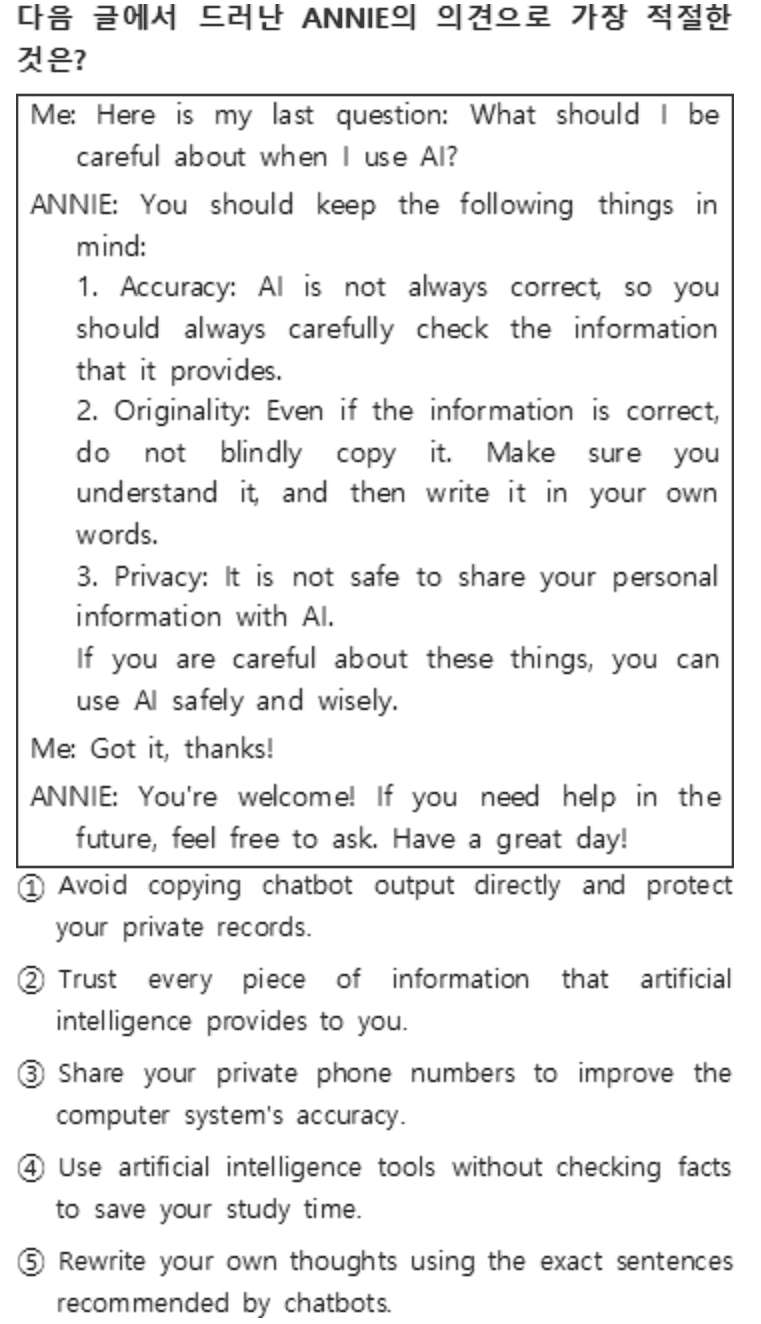 다음 글에서 드러난 ANNIE의 의견으로 가장 적절한
것은?
Me: Here is my last question: What should I be
careful about when I use AI?
ANNIE: You should keep the following things in
mind:
1. Accuracy: AI is not always correct, so you
should always carefully check the information
that it provides.
2. Originality: Even if the information is correct,
do not blindly copy it. Make sure you
understand it, and then write it in your own
words.
3. Privacy: It is not safe to share your personal
information with AI.
If you are careful about these things, you can
use AI safely and wisely.
Me: Got it, thanks!
ANNIE: You're welcome! If you need help in the
future, feel free to ask. Have a great day!
① Avoid copying chatbot output directly and protect
your private records.
② Trust every piece of information that artificial
intelligence provides to you.
③ Share your private phone numbers to improve the
computer system's accuracy.
④ Use artificial intelligence tools without checking facts
to save your study time.
⑤ Rewrite your own thoughts using the exact sentences
recommended by chatbots.